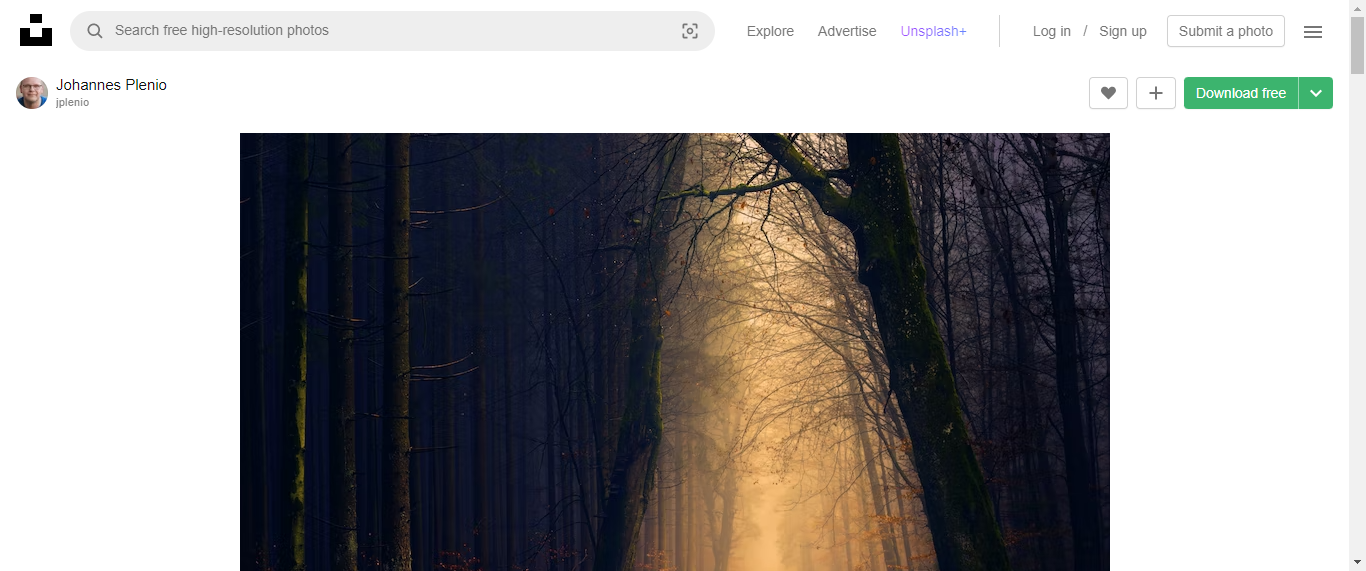 Search free high-resolution photos
Explore
Advertise
Unsplash+
Log in / Sign up
Submit a photo
Johannes Plenio
jplenio
Download free